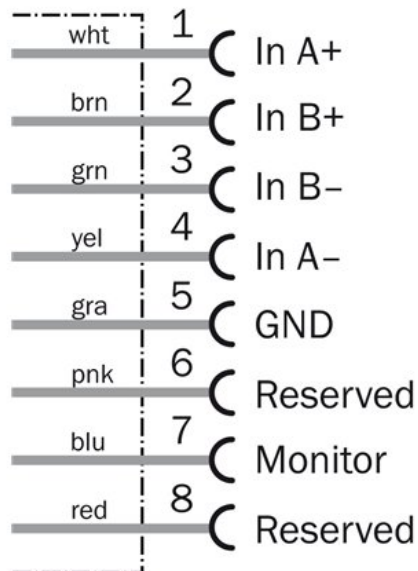 wht 1 In A+
brn 2 In B+
grn 3 In B–
yel 4 In A–
gra 5 GND
pnk 6 Reserved
blu 7 Monitor
red 8 Reserved